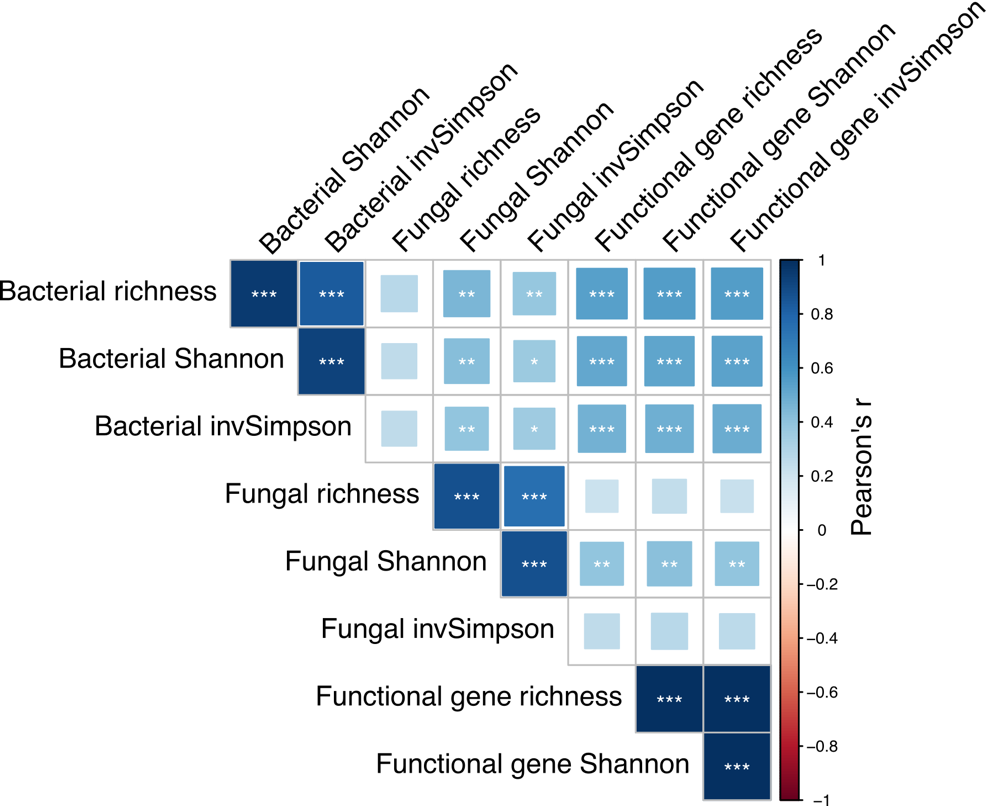 Bacterial Shannon
Bacterial invSimpson
Fungal richness
Fungal Shannon
Fungal invSimpson
Functional gene richness
Functional gene Shannon
Functional gene invSimpson
Bacterial richness *** *** ** ** *** *** ***
Bacterial Shannon *** ** * *** *** ***
Bacterial invSimpson ** * *** *** ***
Fungal richness *** ***
Fungal Shannon *** ** ** **
Fungal invSimpson
Functional gene richness *** ***
Functional gene Shannon ***
1
0.8
0.6
0.4
0.2
0
−0.2
−0.4
−0.6
−0.8
−1
Pearson's r